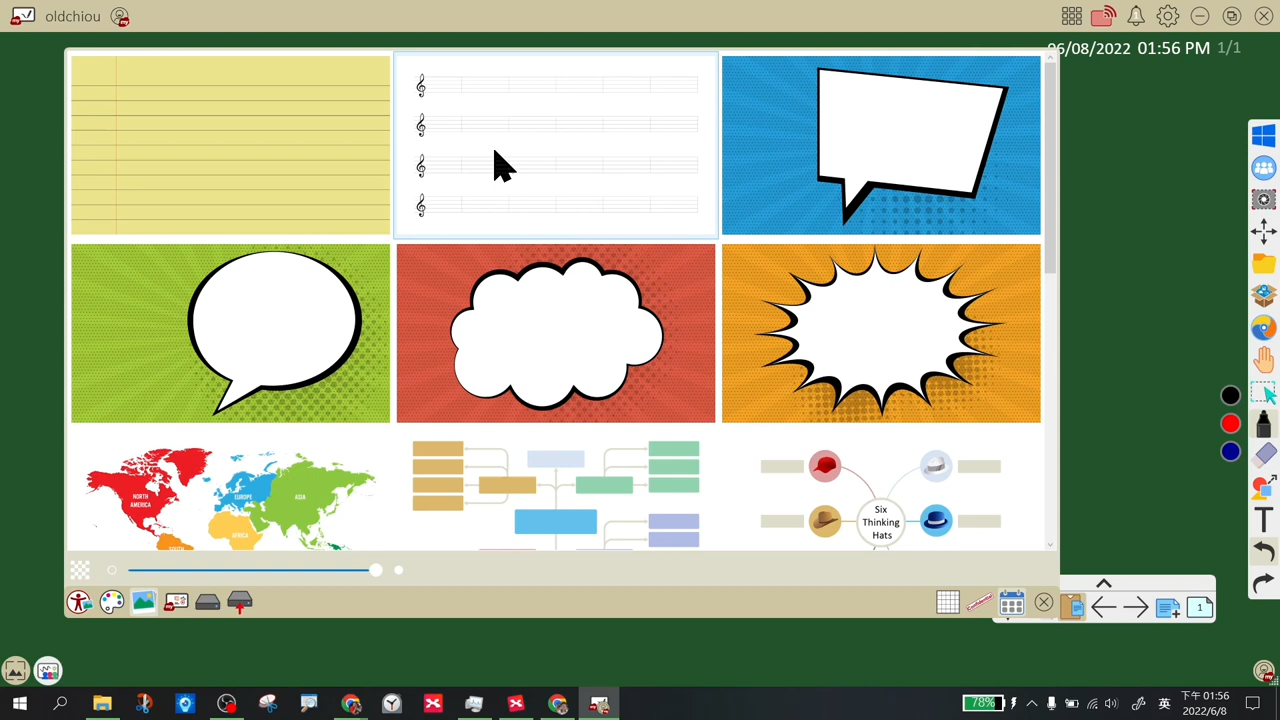 oldchiou
06/08/2022 01:56 PM 1/1
NORTH
AMERICA
EUROPE
ASIA
AFRICA
Six
Thinking
Hats
1
78%
英
下午 01:56
2022/6/8